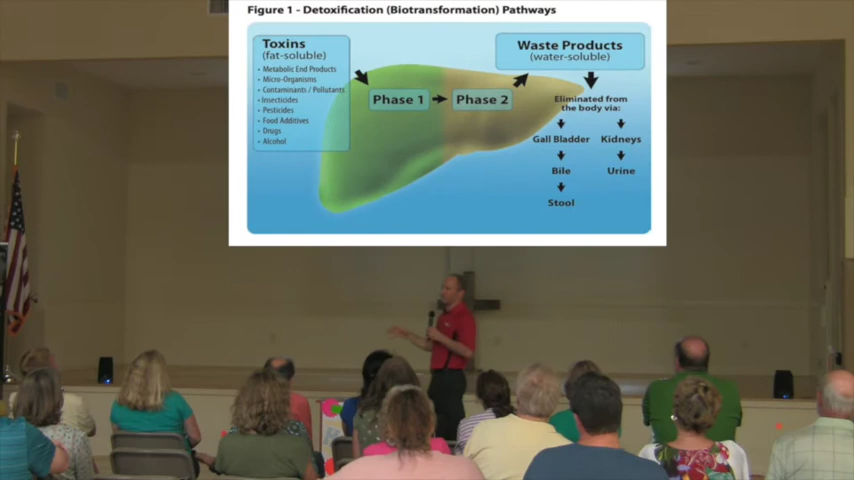 Figure 1 - Detoxification (Biotransformation) Pathways
Toxins
(fat-soluble)
• Metabolic End Products
• Micro-Organisms
• Contaminants / Pollutants
• Insecticides
• Pesticides
• Food Additives
• Drugs
• Alcohol
Phase 1
Phase 2
Waste Products
(water-soluble)
Eliminated from
the body via:
Gall Bladder
Bile
Stool
Kidneys
Urine